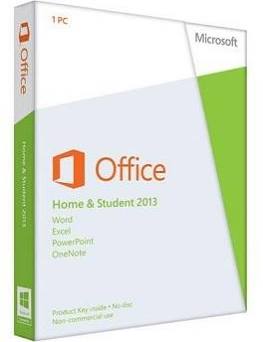 1 PC
Microsoft
Office
Home & Student 2013
Word
Excel
PowerPoint
OneNote
Product Key inside • No disc
Non-commercial use